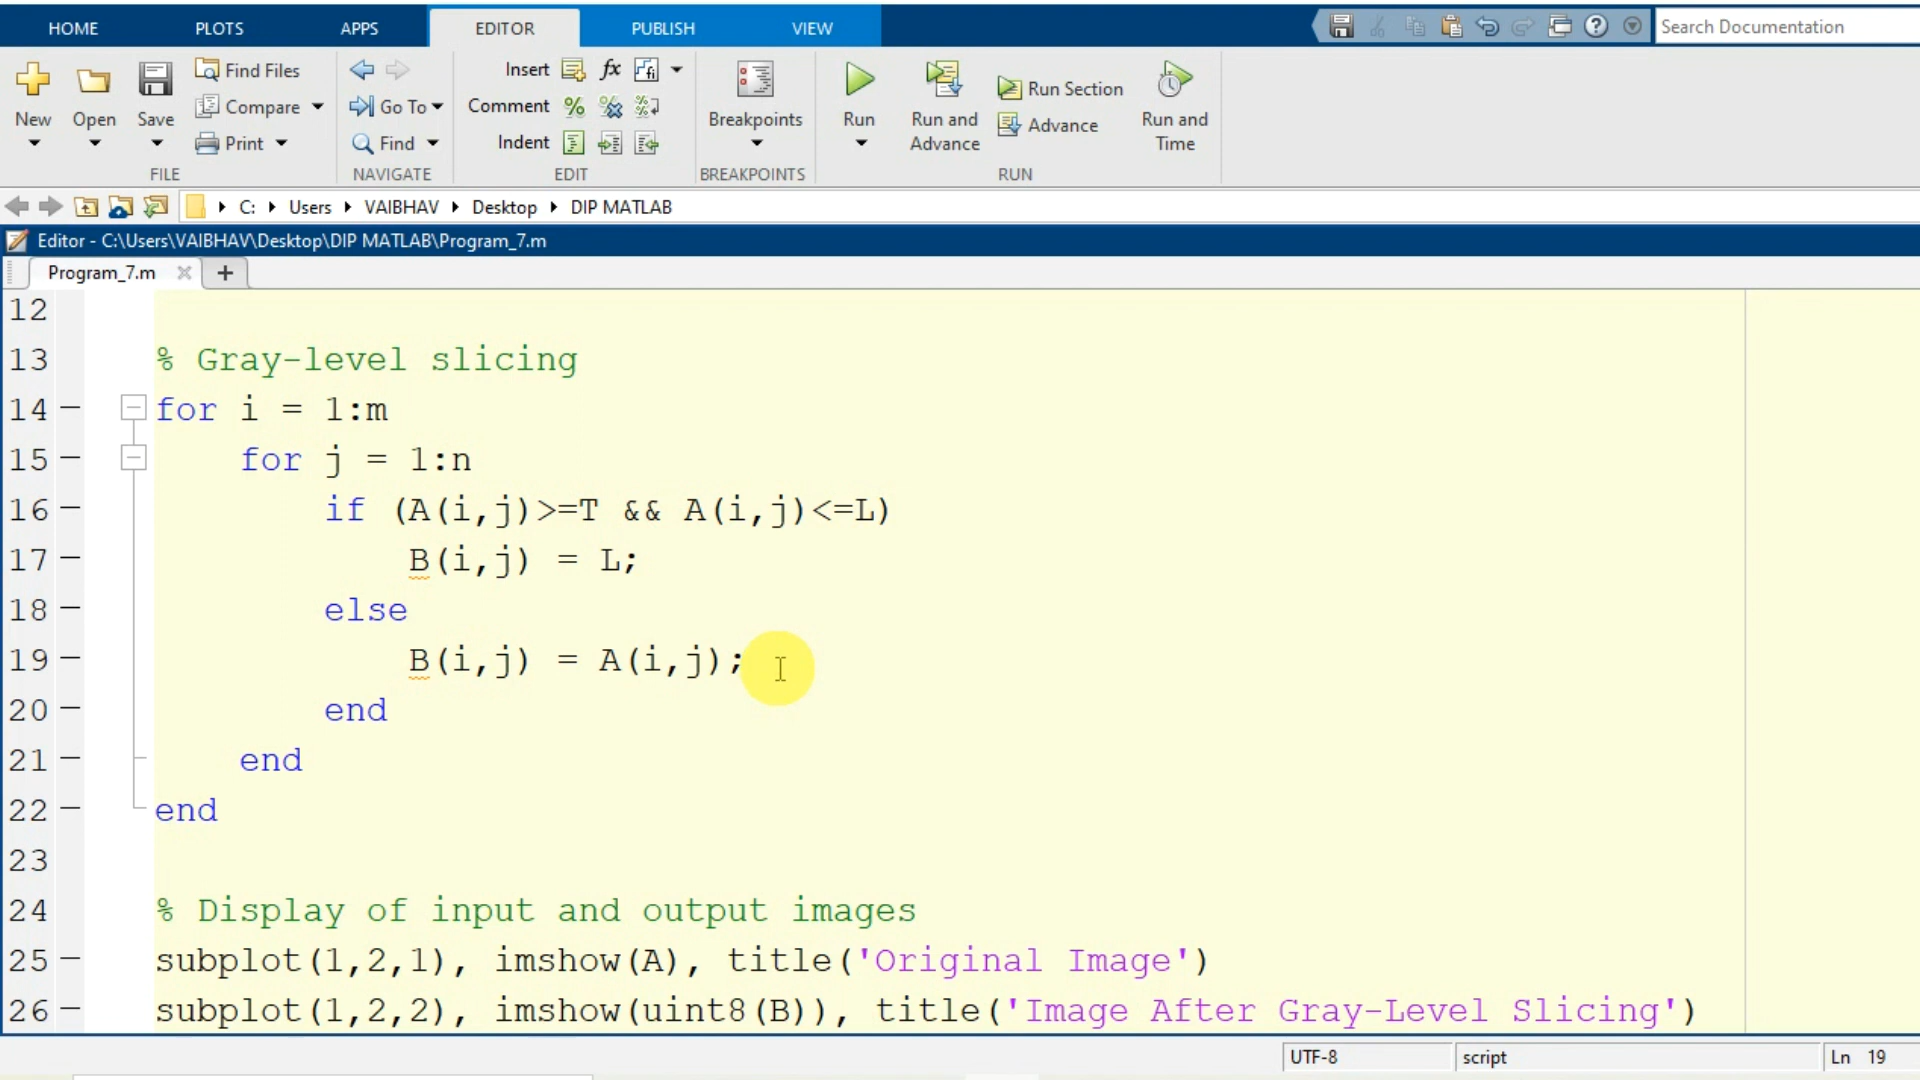 HOME PLOTS APPS EDITOR PUBLISH VIEW Search Documentation
New Open Save Find Files Compare Print FILE
Go To Find NAVIGATE
Insert fx Comment Indent EDIT
Breakpoints BREAKPOINTS
Run Run and Advance Run Section Advance Run and Time RUN
C: Users VAIBHAV Desktop DIP MATLAB
Editor - C:\Users\VAIBHAV\Desktop\DIP MATLAB\Program_7.m
Program_7.m
12
13 % Gray-level slicing
14 for i = 1:m
15 for j = 1:n
16 if (A(i,j)>=T && A(i,j)<=L)
17 B(i,j) = L;
18 else
19 B(i,j) = A(i,j);
20 end
21 end
22 end
23
24 % Display of input and output images
25 subplot(1,2,1), imshow(A), title('Original Image')
26 subplot(1,2,2), imshow(uint8(B)), title('Image After Gray-Level Slicing')
UTF-8 script Ln 19